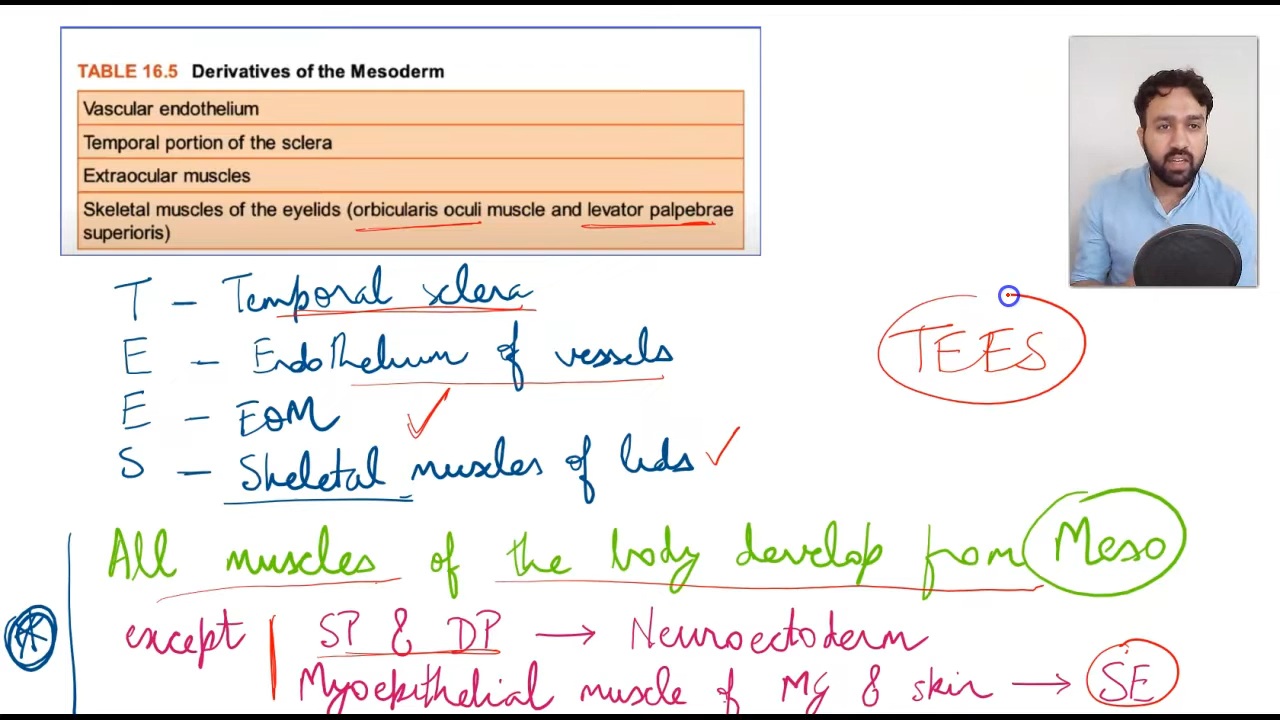 TABLE 16.5 Derivatives of the Mesoderm
Vascular endothelium
Temporal portion of the sclera
Extraocular muscles
Skeletal muscles of the eyelids (orbicularis oculi muscle and levator palpebrae
superioris)
T - Temporal sclera
E - Endothelium of vessels
TEES
E - EOM
S - Skeletal muscles of lids
All muscles of the body develop from Meso
except SP & DP → Neuroectoderm
Myoepithelial muscle of MG & skin → SE